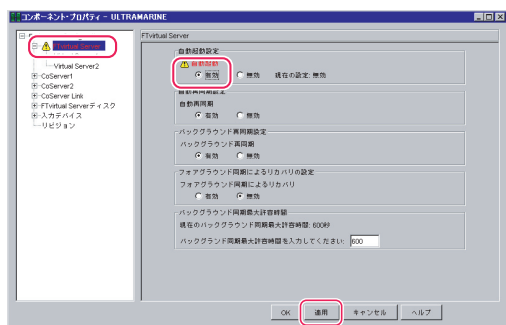 コンポーネント・プロパティ - ULTRAMARINE
FTvirtual Server
Virtual Server2
CoServer1
CoServer2
CoServer Link
FTvirtual Serverディスク
入力デバイス
リビジョン
FTvirtual Server
自動起動設定
自動起動
有効 無効 現在の設定: 無効
自動再同期設定
自動再同期
有効 無効
バックグラウンド再同期設定
バックグラウンド再同期
有効 無効
フォアグラウンド同期によるリカバリの設定
フォアグラウンド同期によるリカバリ
有効 無効
バックグラウンド同期最大許容時間
現在のバックグラウンド同期最大許容時間: 600秒
バックグランド同期最大許容時間を入力してください: 600
OK 適用 キャンセル ヘルプ